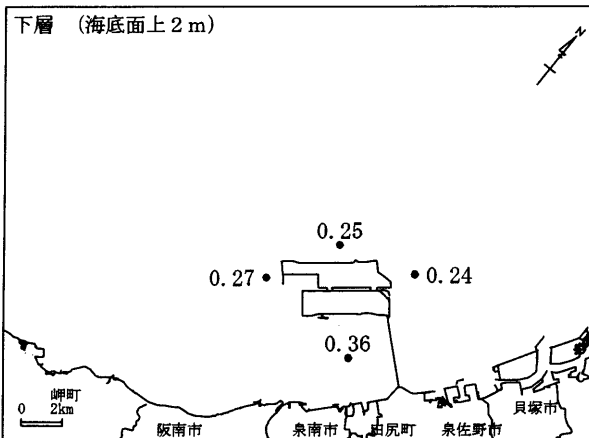 下層 (海底面上2m)
N
0.25
0.27
0.24
0.36
岬町
0 2km
阪南市
泉南市
田尻町
泉佐野市
貝塚市